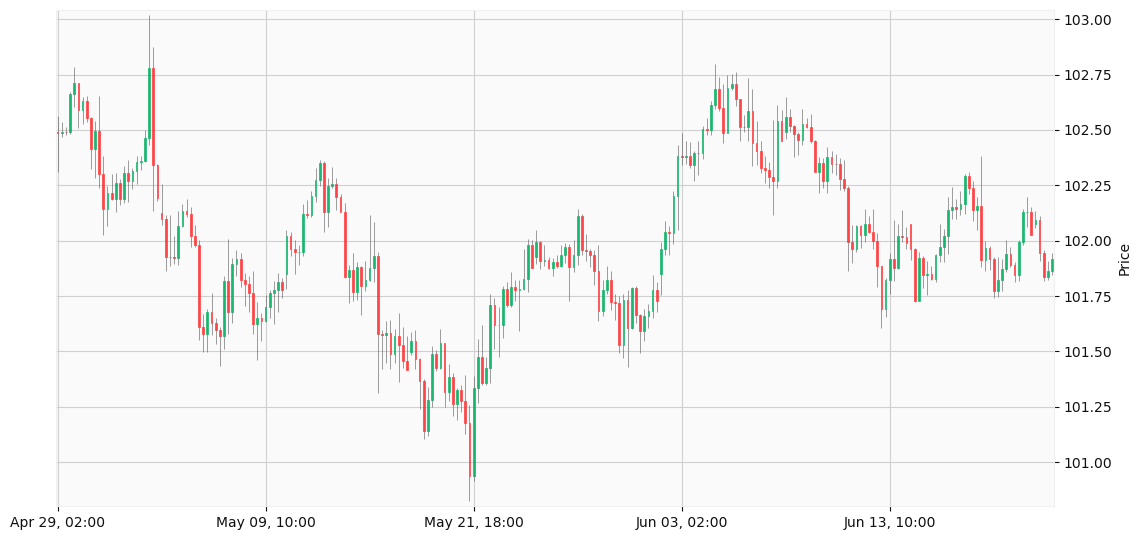 103.00
102.75
102.50
102.25
102.00
101.75
101.50
101.25
101.00
Price
Apr 29, 02:00
May 09, 10:00
May 21, 18:00
Jun 03, 02:00
Jun 13, 10:00